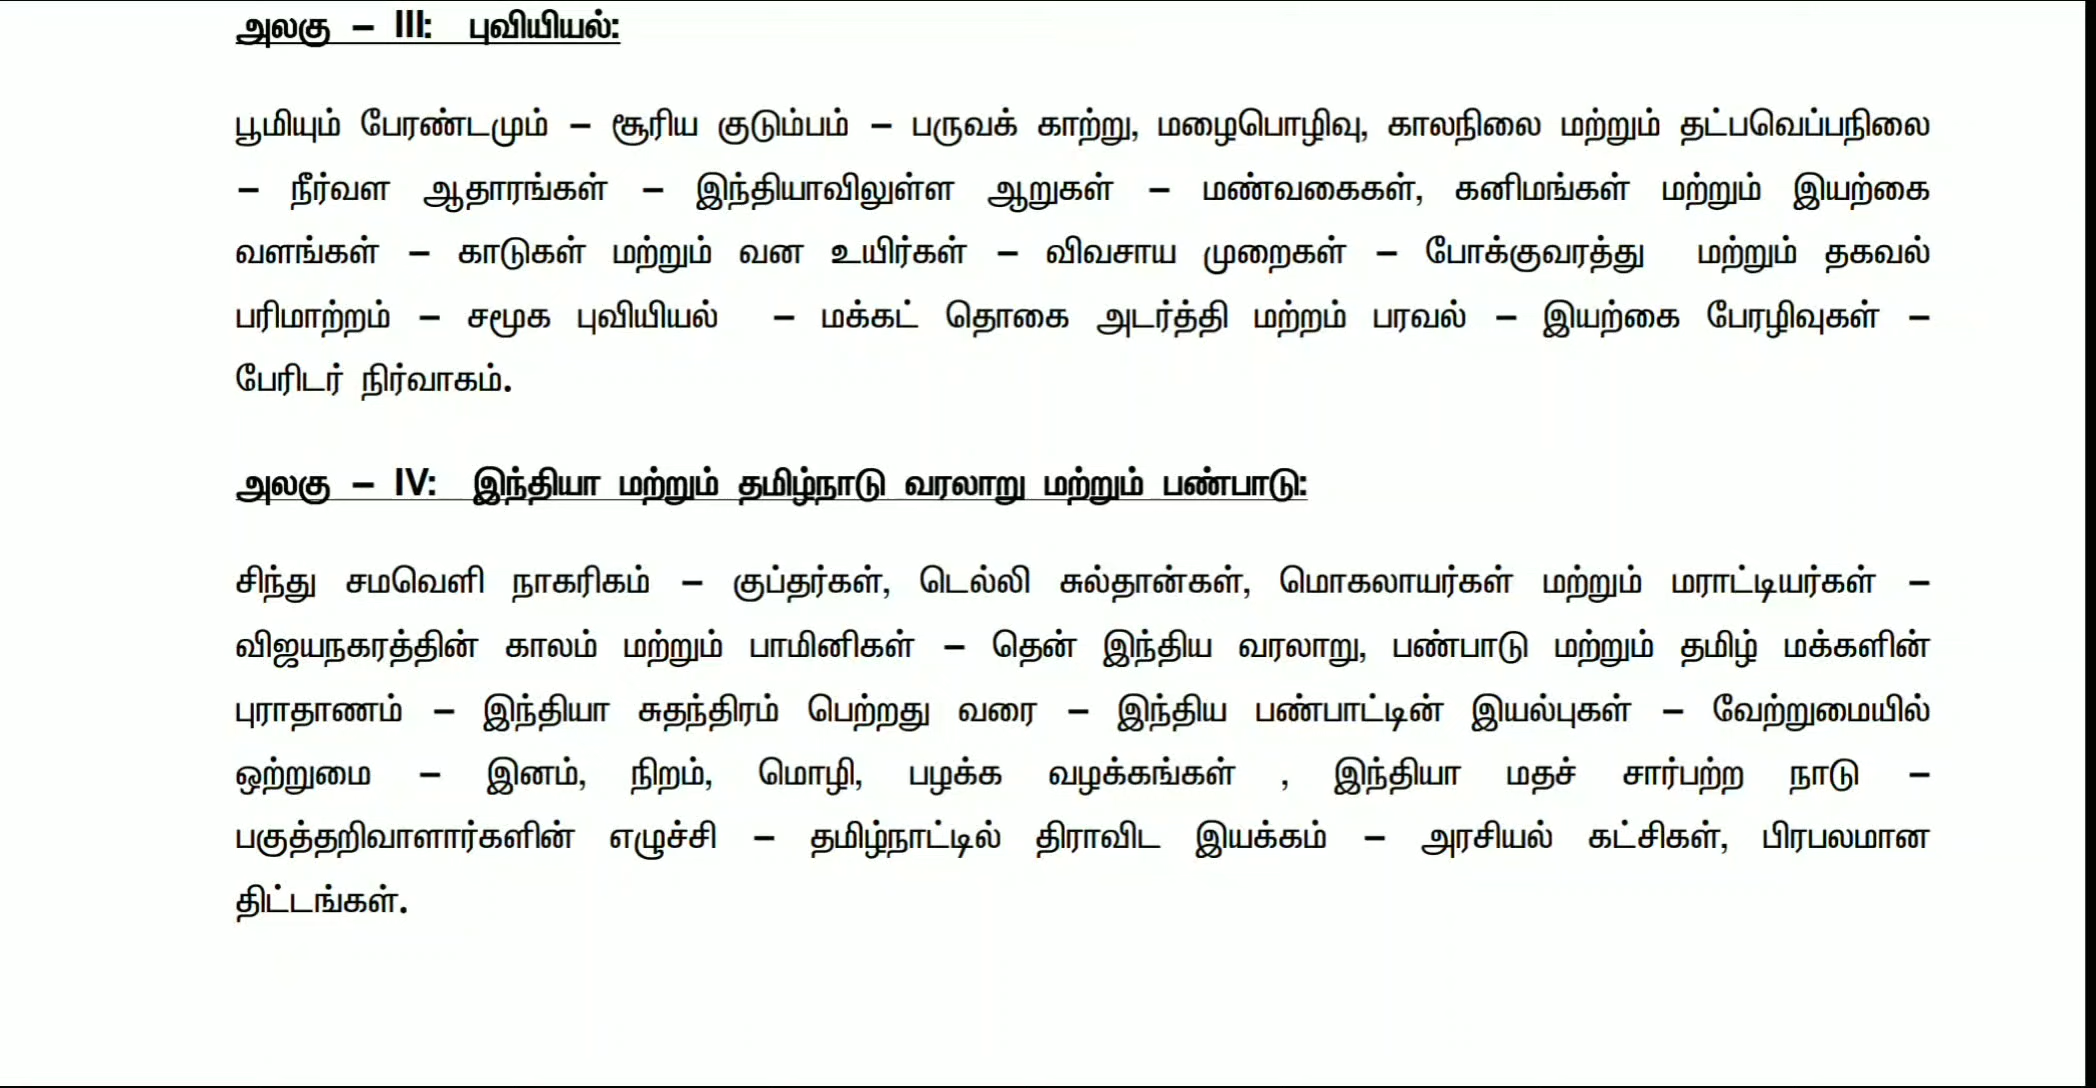 அலகு – III: புவியியல்:
பூமியும் பேரண்டமும் – சூரிய குடும்பம் – பருவக் காற்று, மழைபொழிவு, காலநிலை மற்றும் தட்பவெப்பநிலை
– நீர்வள ஆதாரங்கள் – இந்தியாவிலுள்ள ஆறுகள் – மண்வகைகள், கனிமங்கள் மற்றும் இயற்கை
வளங்கள் – காடுகள் மற்றும் வன உயிர்கள் – விவசாய முறைகள் – போக்குவரத்து மற்றும் தகவல்
பரிமாற்றம் – சமூக புவியியல் – மக்கட் தொகை அடர்த்தி மற்றம் பரவல் – இயற்கை பேரழிவுகள் –
பேரிடர் நிர்வாகம்.
அலகு – IV: இந்தியா மற்றும் தமிழ்நாடு வரலாறு மற்றும் பண்பாடு:
சிந்து சமவெளி நாகரிகம் – குப்தர்கள், டெல்லி சுல்தான்கள், மொகலாயர்கள் மற்றும் மராட்டியர்கள் –
விஜயநகரத்தின் காலம் மற்றும் பாமினிகள் – தென் இந்திய வரலாறு, பண்பாடு மற்றும் தமிழ் மக்களின்
புராதாணம் – இந்தியா சுதந்திரம் பெற்றது வரை – இந்திய பண்பாட்டின் இயல்புகள் – வேற்றுமையில்
ஒற்றுமை – இனம், நிறம், மொழி, பழக்க வழக்கங்கள் , இந்தியா மதச் சார்பற்ற நாடு –
பகுத்தறிவாளார்களின் எழுச்சி – தமிழ்நாட்டில் திராவிட இயக்கம் – அரசியல் கட்சிகள், பிரபலமான
திட்டங்கள்.